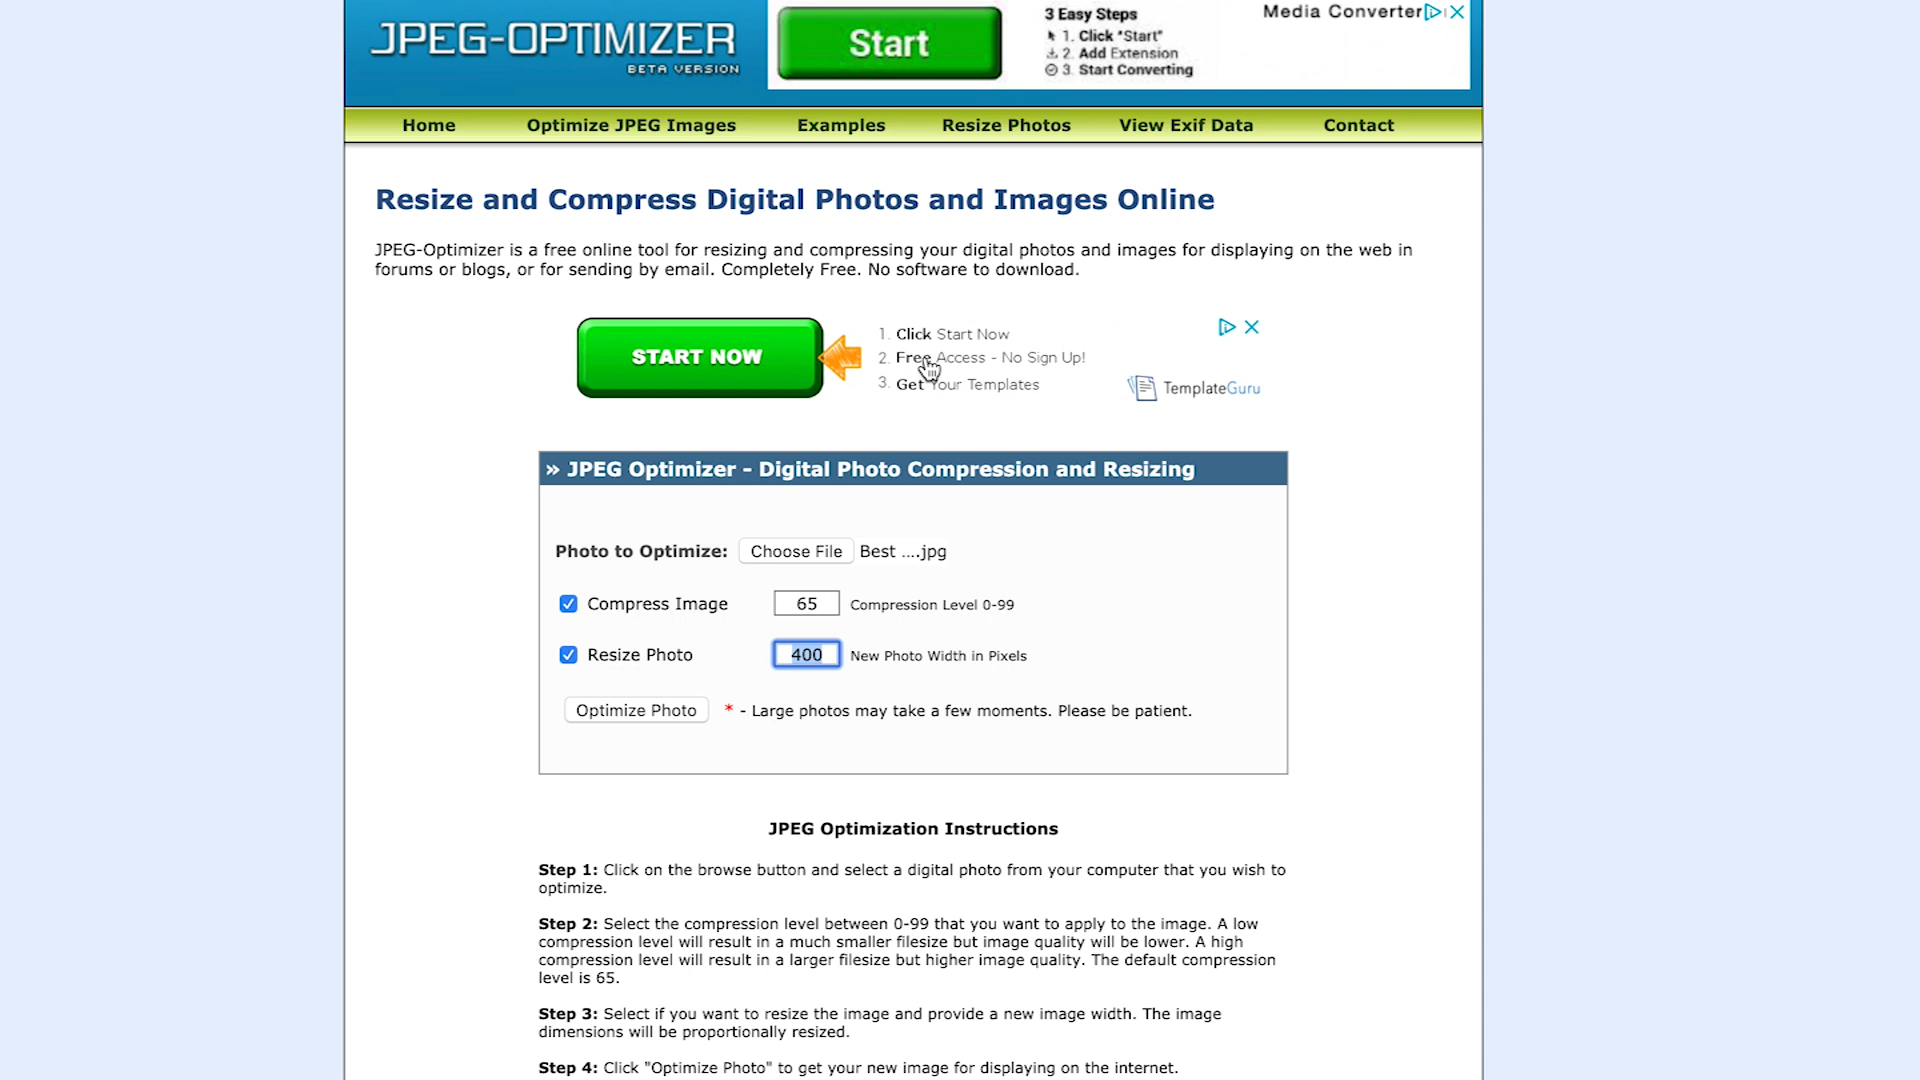 JPEG-OPTIMIZER
BETA VERSION
Start
3 Easy Steps
1. Click "Start"
2. Add Extension
3. Start Converting
Media Converter
Home Optimize JPEG Images Examples Resize Photos View Exif Data Contact
Resize and Compress Digital Photos and Images Online
JPEG-Optimizer is a free online tool for resizing and compressing your digital photos and images for displaying on the web in
forums or blogs, or for sending by email. Completely Free. No software to download.
START NOW
1. Click Start Now
2. Free Access - No Sign Up!
3. Get Your Templates
TemplateGuru
» JPEG Optimizer - Digital Photo Compression and Resizing
Photo to Optimize: Choose File Best ....jpg
Compress Image 65 Compression Level 0-99
Resize Photo 400 New Photo Width in Pixels
Optimize Photo * - Large photos may take a few moments. Please be patient.
JPEG Optimization Instructions
Step 1: Click on the browse button and select a digital photo from your computer that you wish to
optimize.
Step 2: Select the compression level between 0-99 that you want to apply to the image. A low
compression level will result in a much smaller filesize but image quality will be lower. A high
compression level will result in a larger filesize but higher image quality. The default compression
level is 65.
Step 3: Select if you want to resize the image and provide a new image width. The image
dimensions will be proportionally resized.
Step 4: Click "Optimize Photo" to get your new image for displaying on the internet.